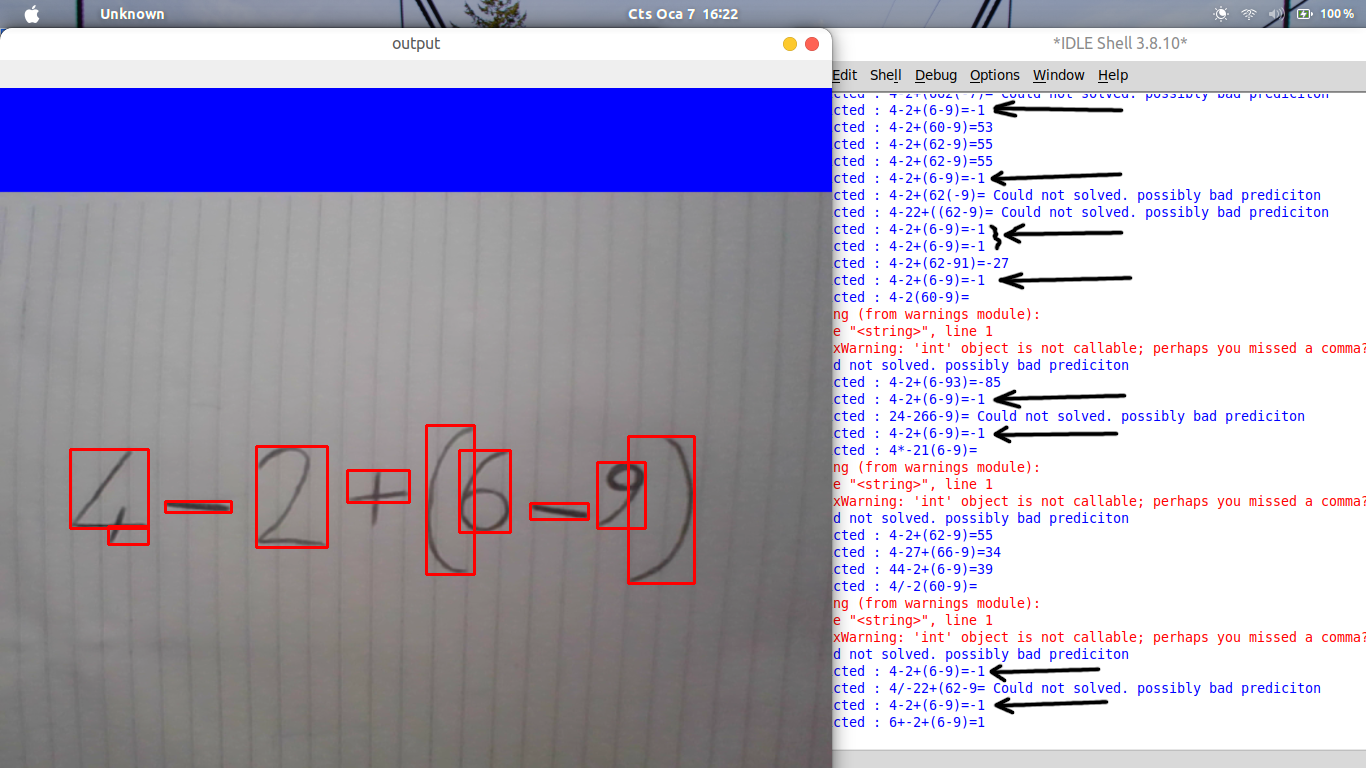 Unknown
Cts Oca 7 16:22
100 %
output
4-2+(6-9)
*IDLE Shell 3.8.10*
Edit Shell Debug Options Window Help
cted : 4-2+(662(-7)= Could not solved. possibly bad prediciton
cted : 4-2+(6-9)=-1
cted : 4-2+(60-9)=53
cted : 4-2+(62-9)=55
cted : 4-2+(62-9)=55
cted : 4-2+(6-9)=-1
cted : 4-2+(62(-9)= Could not solved. possibly bad prediciton
cted : 4-22+((62-9)= Could not solved. possibly bad prediciton
cted : 4-2+(6-9)=-1
cted : 4-2+(6-9)=-1
cted : 4-2+(62-91)=-27
cted : 4-2+(6-9)=-1
cted : 4-2(60-9)=
ng (from warnings module):
e "<string>", line 1
xWarning: 'int' object is not callable; perhaps you missed a comma?
d not solved. possibly bad prediciton
cted : 4-2+(6-93)=-85
cted : 4-2+(6-9)=-1
cted : 24-266-9)= Could not solved. possibly bad prediciton
cted : 4-2+(6-9)=-1
cted : 4*-21(6-9)=
ng (from warnings module):
e "<string>", line 1
xWarning: 'int' object is not callable; perhaps you missed a comma?
d not solved. possibly bad prediciton
cted : 4-2+(62-9)=55
cted : 4-27+(66-9)=34
cted : 44-2+(6-9)=39
cted : 4/-2(60-9)=
ng (from warnings module):
e "<string>", line 1
xWarning: 'int' object is not callable; perhaps you missed a comma?
d not solved. possibly bad prediciton
cted : 4-2+(6-9)=-1
cted : 4/-22+(62-9= Could not solved. possibly bad prediciton
cted : 4-2+(6-9)=-1
cted : 6+-2+(6-9)=1